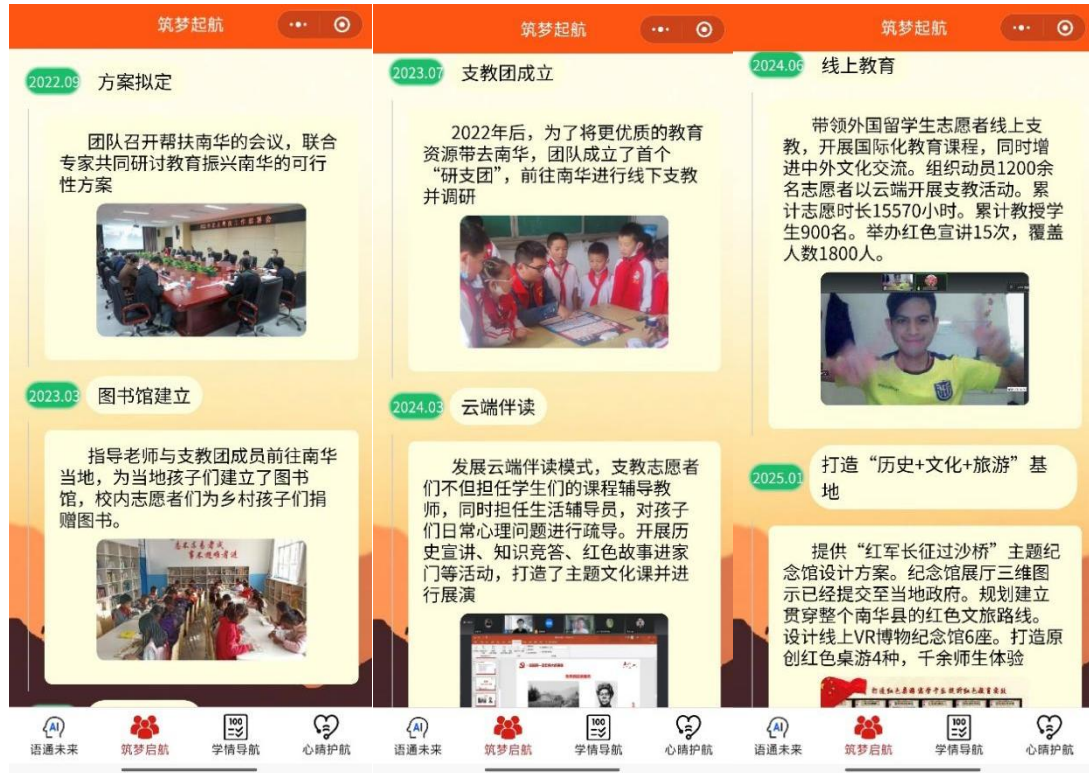 筑梦起航
2022.09 方案拟定
团队召开帮扶南华的会议，联合
专家共同研讨教育振兴南华的可行
性方案
2023.03 图书馆建立
指导老师与支教团成员前往南华
当地，为当地孩子们建立了图书
馆，校内志愿者们为乡村孩子们捐
赠图书。
AI
语通未来
筑梦启航
100
学情导航
心晴护航
筑梦起航
2023.07 支教团成立
2022年后，为了将更优质的教育
资源带去南华，团队成立了首个
“研支团”，前往南华进行线下支教
并调研
2024.03 云端伴读
发展云端伴读模式，支教志愿者
们不但担任学生们的课程辅导教
师，同时担任生活辅导员，对孩子
们日常心理问题进行疏导。开展历
史宣讲、知识竞答、红色故事进家
门等活动，打造了主题文化课并进
行展演
AI
语通未来
筑梦启航
100
学情导航
心晴护航
筑梦起航
2024.06 线上教育
带领外国留学生志愿者线上支
教，开展国际化教育课程，同时增
进中外文化交流。组织动员1200余
名志愿者以云端开展支教活动。累
计志愿时长15570小时。累计教授学
生900名。举办红色宣讲15次，覆盖
人数1800人。
2025.01 打造“历史+文化+旅游”基
地
提供“红军长征过沙桥”主题纪
念馆设计方案。纪念馆展厅三维图
示已经提交至当地政府。规划建立
贯穿整个南华县的红色文旅路线。
设计线上VR博物纪念馆6座。打造原
创红色桌游4种，千余师生体验
AI
语通未来
筑梦启航
100
学情导航
心晴护航